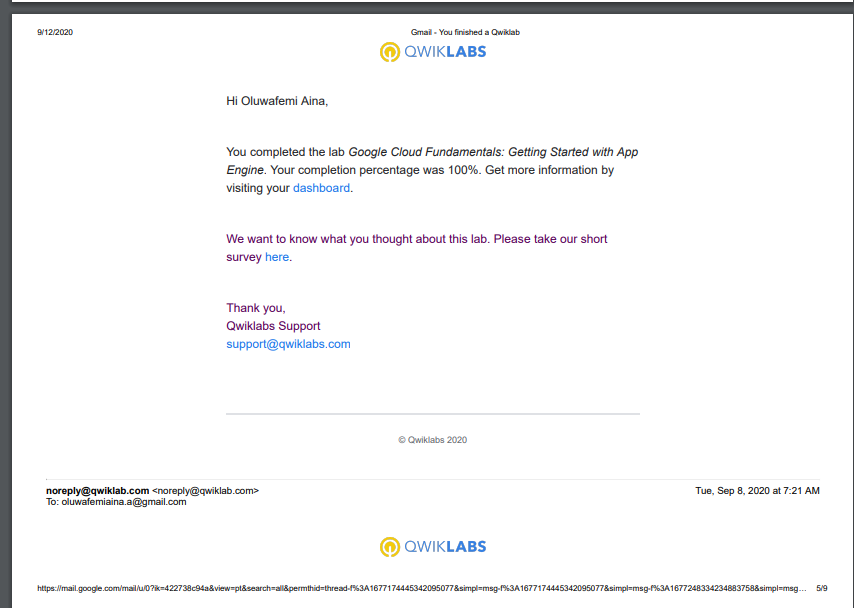 9/12/2020 Gmail - You finished a Qwiklab
QWIKLABS
Hi Oluwafemi Aina,
You completed the lab Google Cloud Fundamentals: Getting Started with App
Engine. Your completion percentage was 100%. Get more information by
visiting your dashboard.
We want to know what you thought about this lab. Please take our short
survey here.
Thank you,
Qwiklabs Support
support@qwiklabs.com
© Qwiklabs 2020
noreply@qwiklab.com <noreply@qwiklab.com> Tue, Sep 8, 2020 at 7:21 AM
To: oluwafemiaina.a@gmail.com
QWIKLABS
https://mail.google.com/mail/u/0?ik=422738c94a&view=pt&search=all&permthid=thread-f%3A1677174445342095077&simpl=msg-f%3A1677174445342095077&simpl=msg-f%3A1677248334234883758&simpl=msg... 5/9